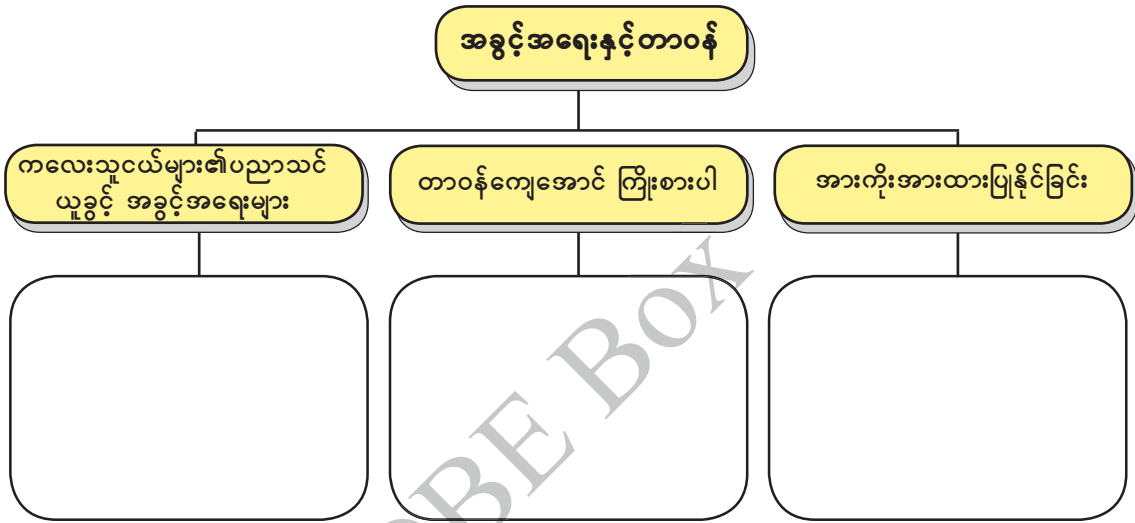 အခွင့်အရေးနှင့်တာဝန်
ကလေးသူငယ်များ၏ပညာသင်
ယူခွင့် အခွင့်အရေးများ
တာဝန်ကျေအောင် ကြိုးစားပါ
အားကိုးအားထားပြုနိုင်ခြင်း
OBE BOX